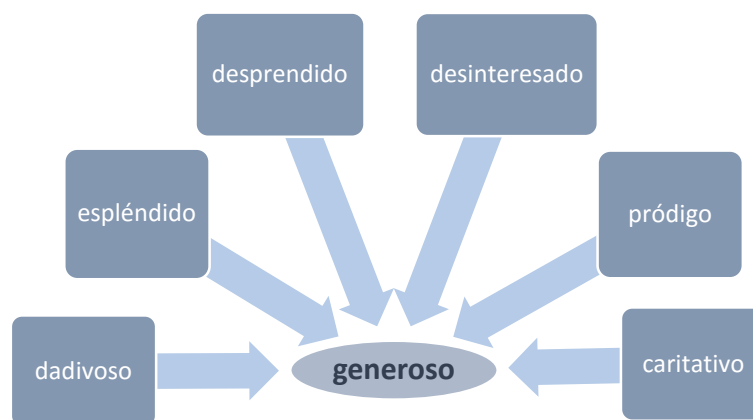 desprendido
desinteresado
espléndido
pródigo
dadivoso
generoso
caritativo